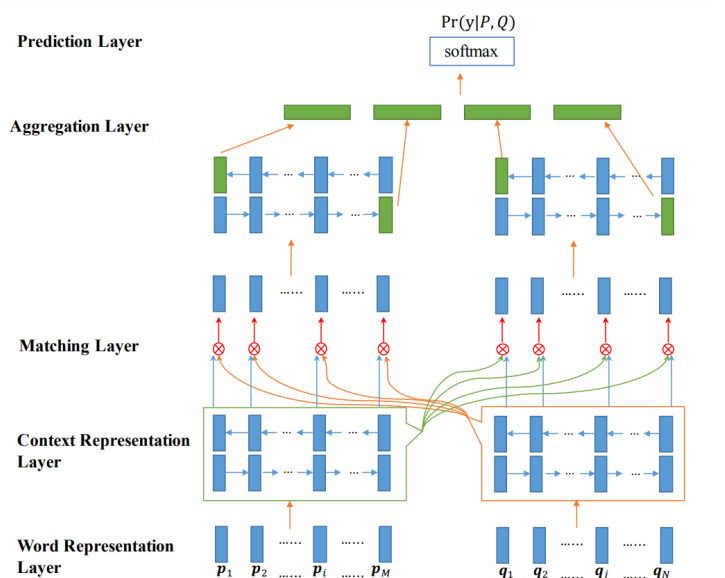 Pr(y|P, Q)
Prediction Layer
softmax
Aggregation Layer
... ... ... ...
... ... ... ...
...... ...... ...... ......
Matching Layer
Context Representation
Layer
... ... ... ...
... ... ... ...
Word Representation
Layer
...... ...... ...... ......
p1 p2 ...... pi ...... pM q1 q2 ...... qi ...... qN